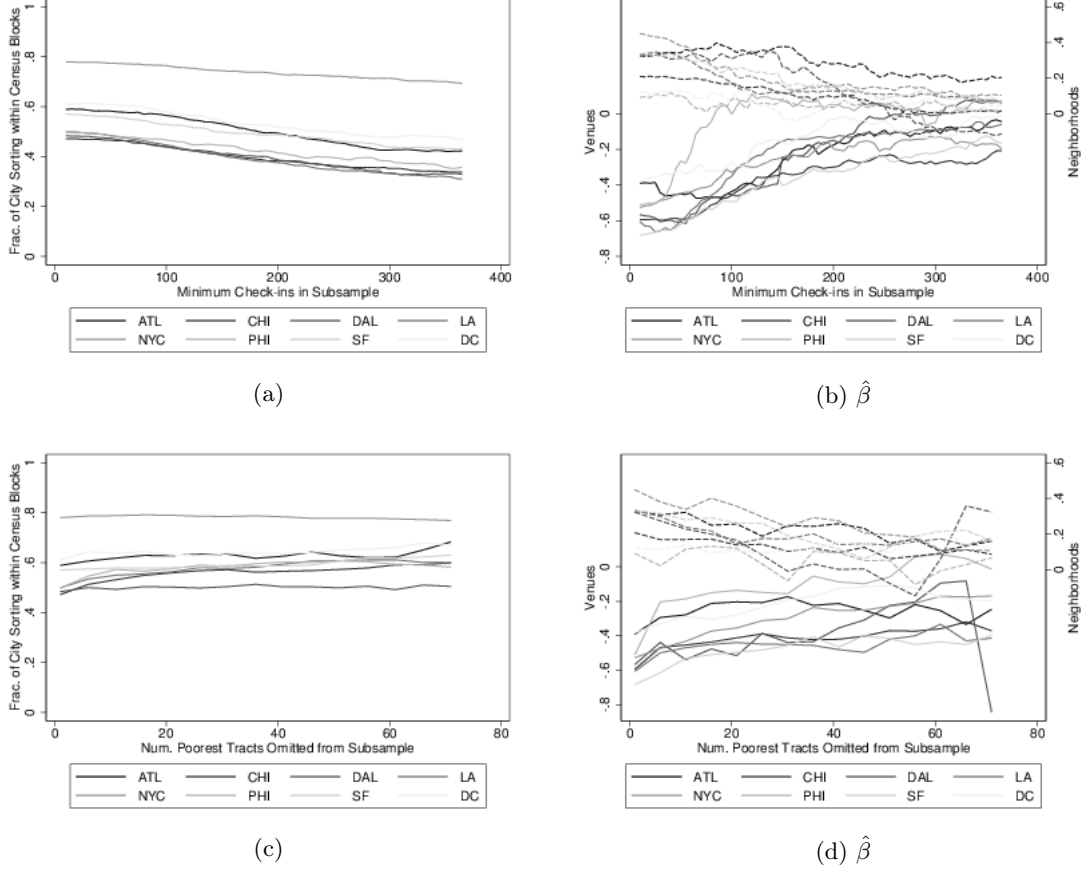 Frac. of City Sorting within Census Blocks
0 .2 .4 .6 .8 1
0 100 200 300 400
Minimum Check-ins in Subsample
ATL CHI DAL LA
NYC PHI SF DC
(a)
Venues
-.8 -.6 -.4 .2 0
Neighborhoods
0 .2 .4 .6
0 100 200 300 400
Minimum Check-ins in Subsample
ATL CHI DAL LA
NYC PHI SF DC
(b) β̂
Frac. of City Sorting within Census Blocks
0 .2 .4 .6 .8 1
0 20 40 60 80
Num. Poorest Tracts Omitted from Subsample
ATL CHI DAL LA
NYC PHI SF DC
(c)
Venues
-.8 -.6 -.4 .2 0
Neighborhoods
0 .2 .4 .6
0 20 40 60 80
Num. Poorest Tracts Omitted from Subsample
ATL CHI DAL LA
NYC PHI SF DC
(d) β̂